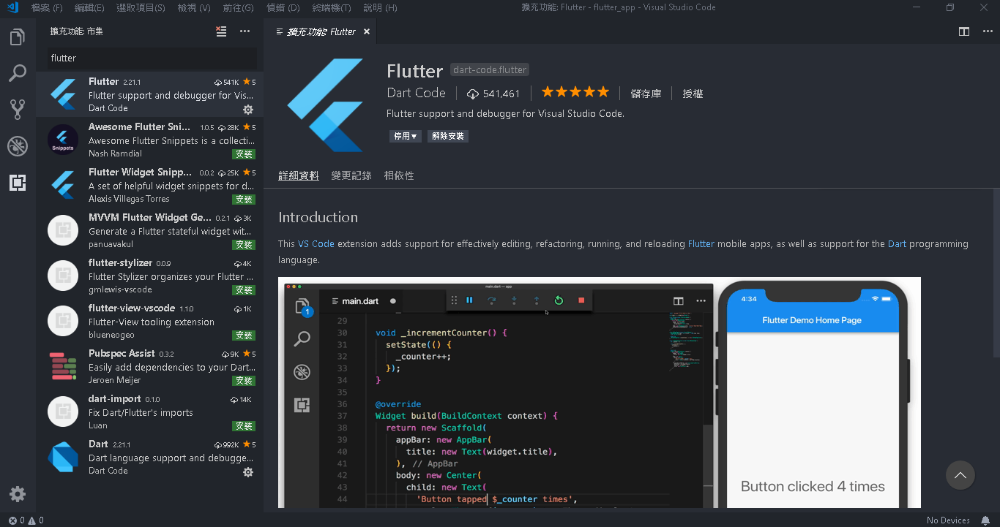 檔案 (F) 編輯(E) 選取項目(S) 檢視 (V) 前往(G) 偵錯 (D) 終端機(T) 說明 (H)
擴充功能: Flutter - flutter_app - Visual Studio Code
擴充功能: 市集
flutter
Flutter 2.21.1 541K 5
Flutter support and debugger for Vis...
Dart Code
Awesome Flutter Sni... 1.0.5 28K 5
Awesome Flutter Snippets is a collecti...
Nash Ramdial 安裝
Snippets
Flutter Widget Snipp... 0.0.2 25K 5
A set of helpful widget snippets for d...
Alexis Villegas Torres 安裝
MVVM Flutter Widget Ge... 0.2.1 3K
Generate a Flutter stateful widget wit...
panuavakul 安裝
flutter-stylizer 0.0.9 4K
Flutter Stylizer organizes your Flutter ...
gmlewis-vscode 安裝
flutter-view-vscode 1.1.0 1K
Flutter-View tooling extension
blueneogeo 安裝
Pubspec Assist 0.3.2 9K 5
Easily add dependencies to your Dart...
Jeroen Meijer 安裝
dart-import 0.1.0 14K
Fix Dart/Flutter's imports
Luan 安裝
Dart 2.21.1 992K 5
Dart language support and debugge...
Dart Code
擴充功能: Flutter
Flutter dart-code.flutter
Dart Code 541,461 儲存庫 授權
Flutter support and debugger for Visual Studio Code.
停用 解除安裝
詳細資料 變更記錄 相依性
Introduction
This VS Code extension adds support for effectively editing, refactoring, running, and reloading Flutter mobile apps, as well as support for the Dart programming
language.
main.dart — app
main.dart
1
29
30 void _incrementCounter() {
31 setState(() {
32 _counter++;
33 });
34 }
35
36 @override
37 Widget build(BuildContext context) {
38 return new Scaffold(
39 appBar: new AppBar(
40 title: new Text(widget.title),
41 ), // AppBar
42 body: new Center(
43 child: new Text(
44 'Button tapped $_counter times',
4:34
Flutter Demo Home Page
Button clicked 4 times
0 0
No Devices